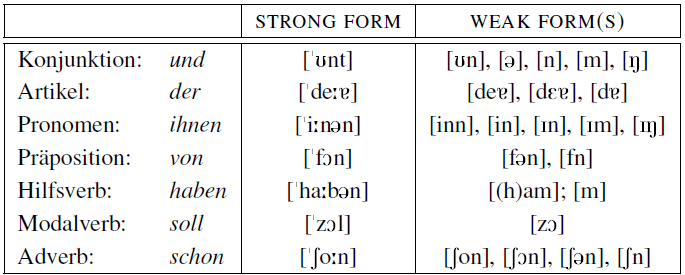 STRONG FORM WEAK FORM(S)
Konjunktion: und [ˈʊnt] [ʊn], [ə], [n], [m], [ŋ]
Artikel: der [ˈdeːɐ] [deɐ], [dɛɐ], [dɐ]
Pronomen: ihnen [ˈiːnən] [inn], [in], [ɪn], [ɪm], [ɪɱ]
Präposition: von [ˈfɔn] [fən], [fn]
Hilfsverb: haben [ˈhaːbən] [(h)am]; [m]
Modalverb: soll [ˈzɔl] [zɔ]
Adverb: schon [ˈʃoːn] [ʃon], [ʃɔn], [ʃən], [ʃn]